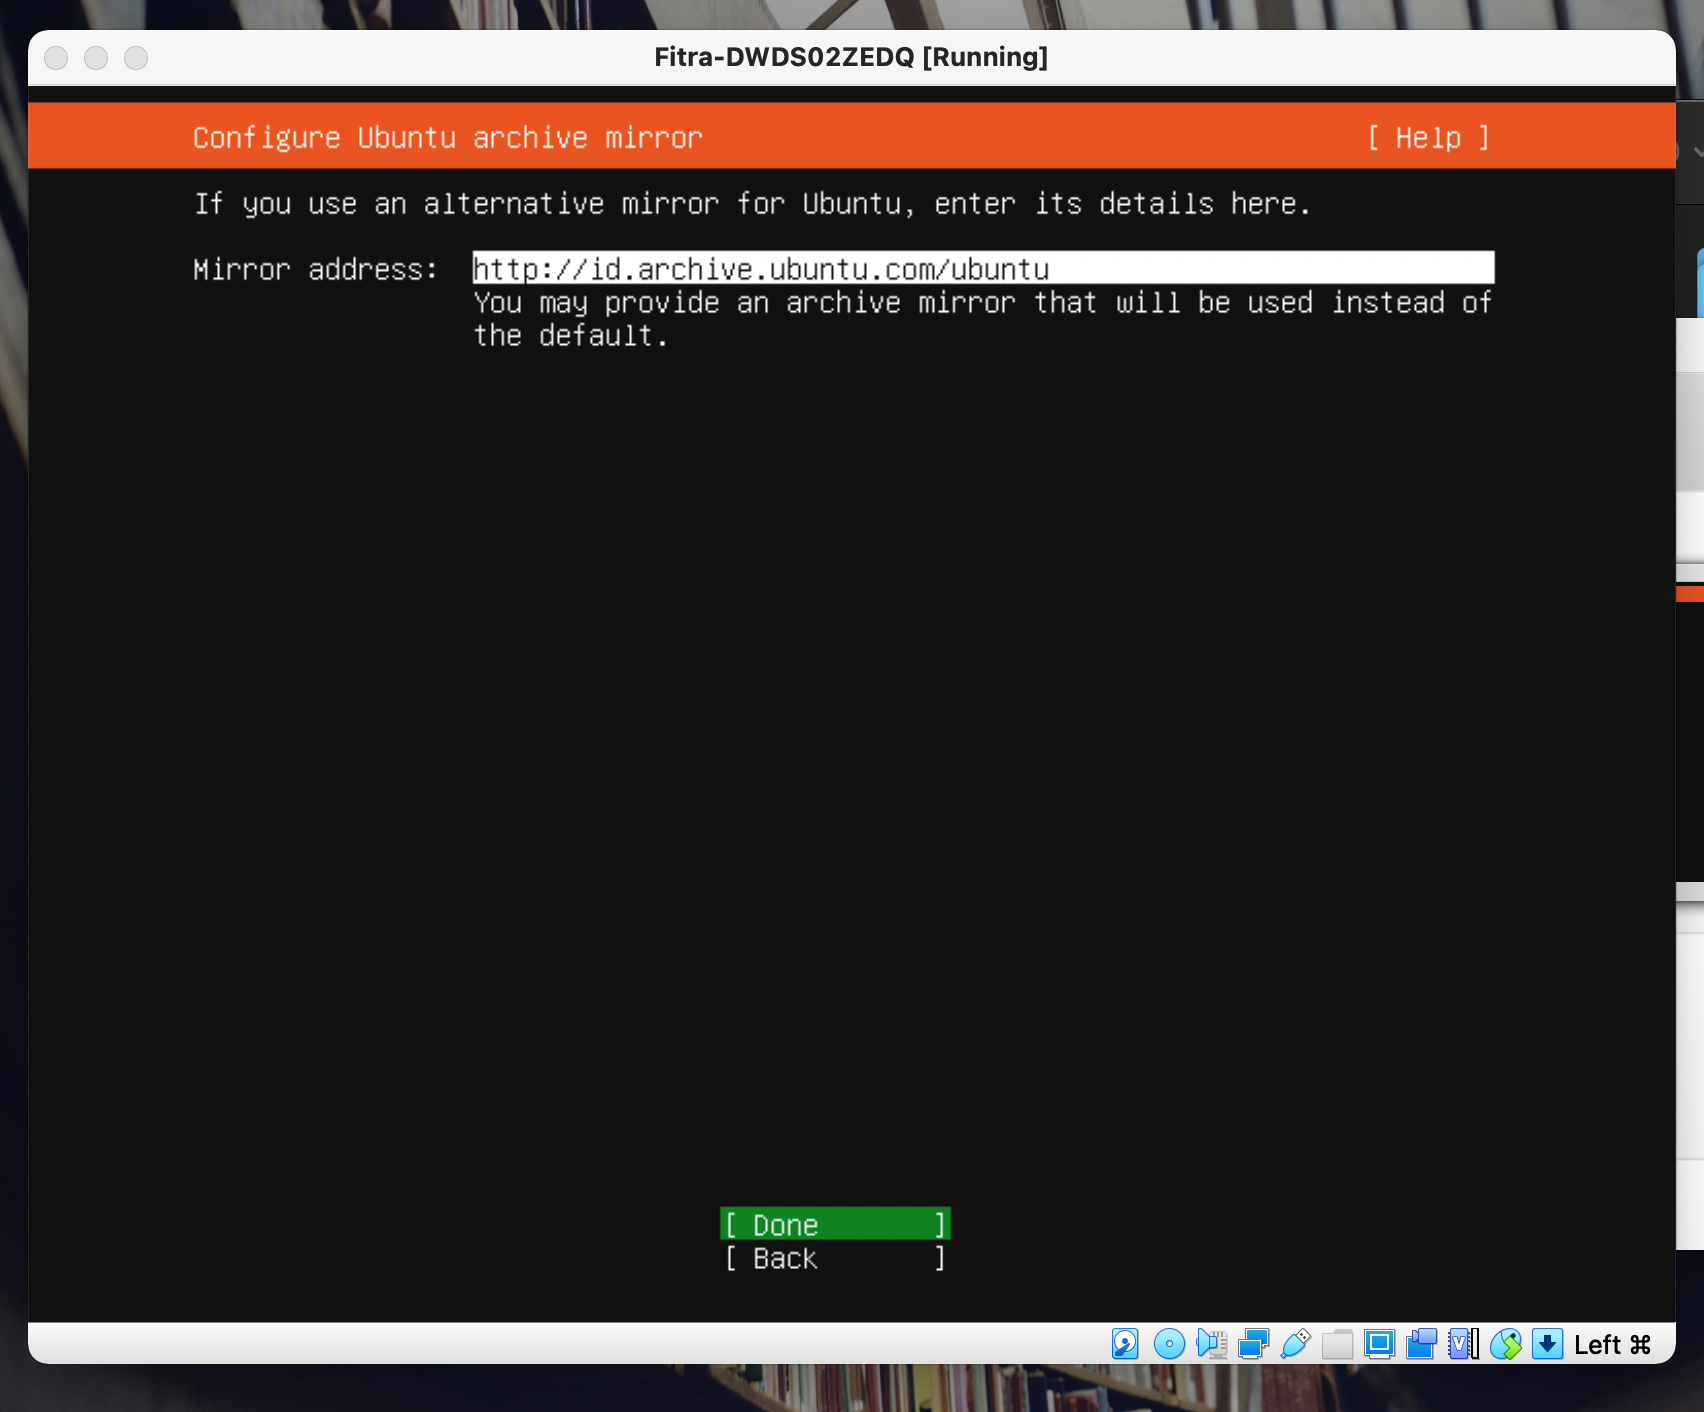 Fitra-DWDS02ZEDQ [Running]
Configure Ubuntu archive mirror [ Help ]
If you use an alternative mirror for Ubuntu, enter its details here.
Mirror address: http://id.archive.ubuntu.com/ubuntu
You may provide an archive mirror that will be used instead of
the default.
[ Done ]
[ Back ]
Left ⌘